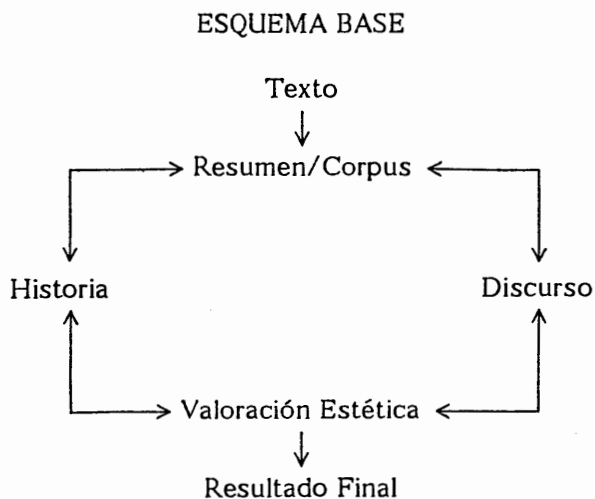 ESQUEMA BASE
Texto
Resumen/Corpus
Historia
Discurso
Valoración Estética
Resultado Final